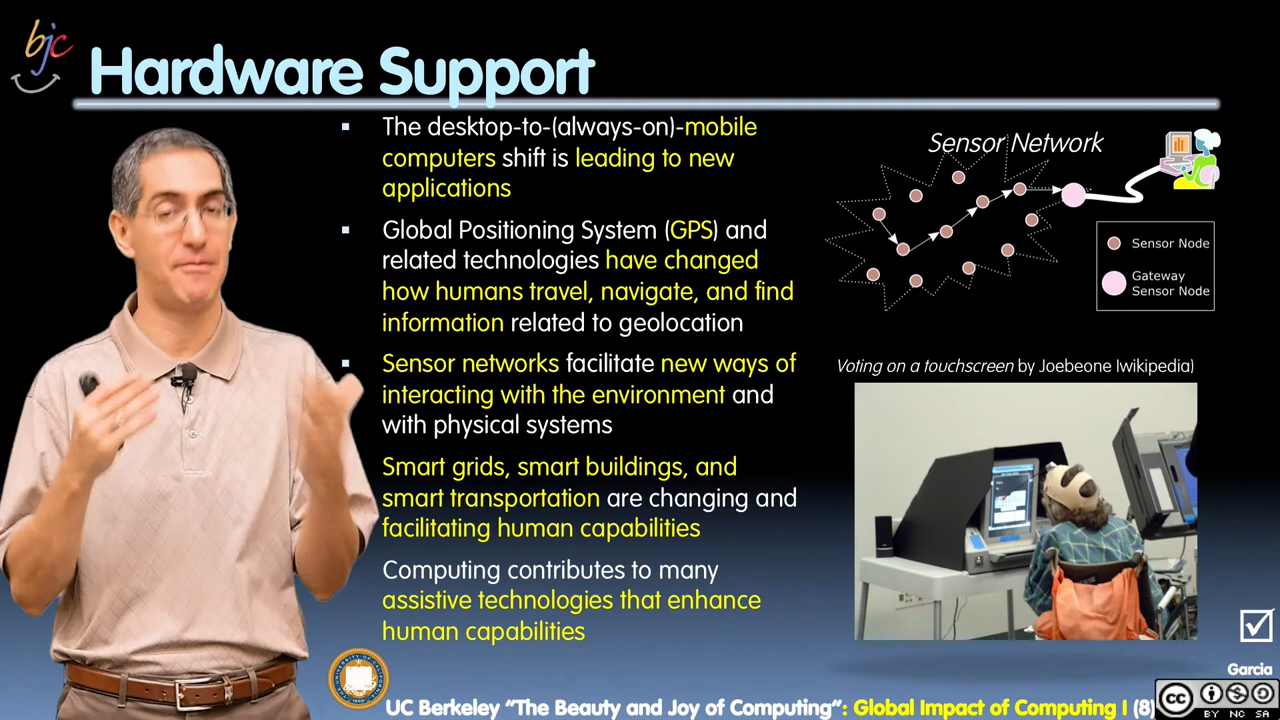 bjc
Hardware Support
The desktop-to-(always-on)-mobile
computers shift is leading to new
applications
Global Positioning System (GPS) and
related technologies have changed
how humans travel, navigate, and find
information related to geolocation
Sensor networks facilitate new ways of
interacting with the environment and
with physical systems
Smart grids, smart buildings, and
smart transportation are changing and
facilitating human capabilities
Computing contributes to many
assistive technologies that enhance
human capabilities
Sensor Network
Sensor Node
Gateway
Sensor Node
Voting on a touchscreen by Joebeone (wikipedia)
Garcia
UC Berkeley “The Beauty and Joy of Computing”: Global Impact of Computing I (8)
cc
BY NC SA